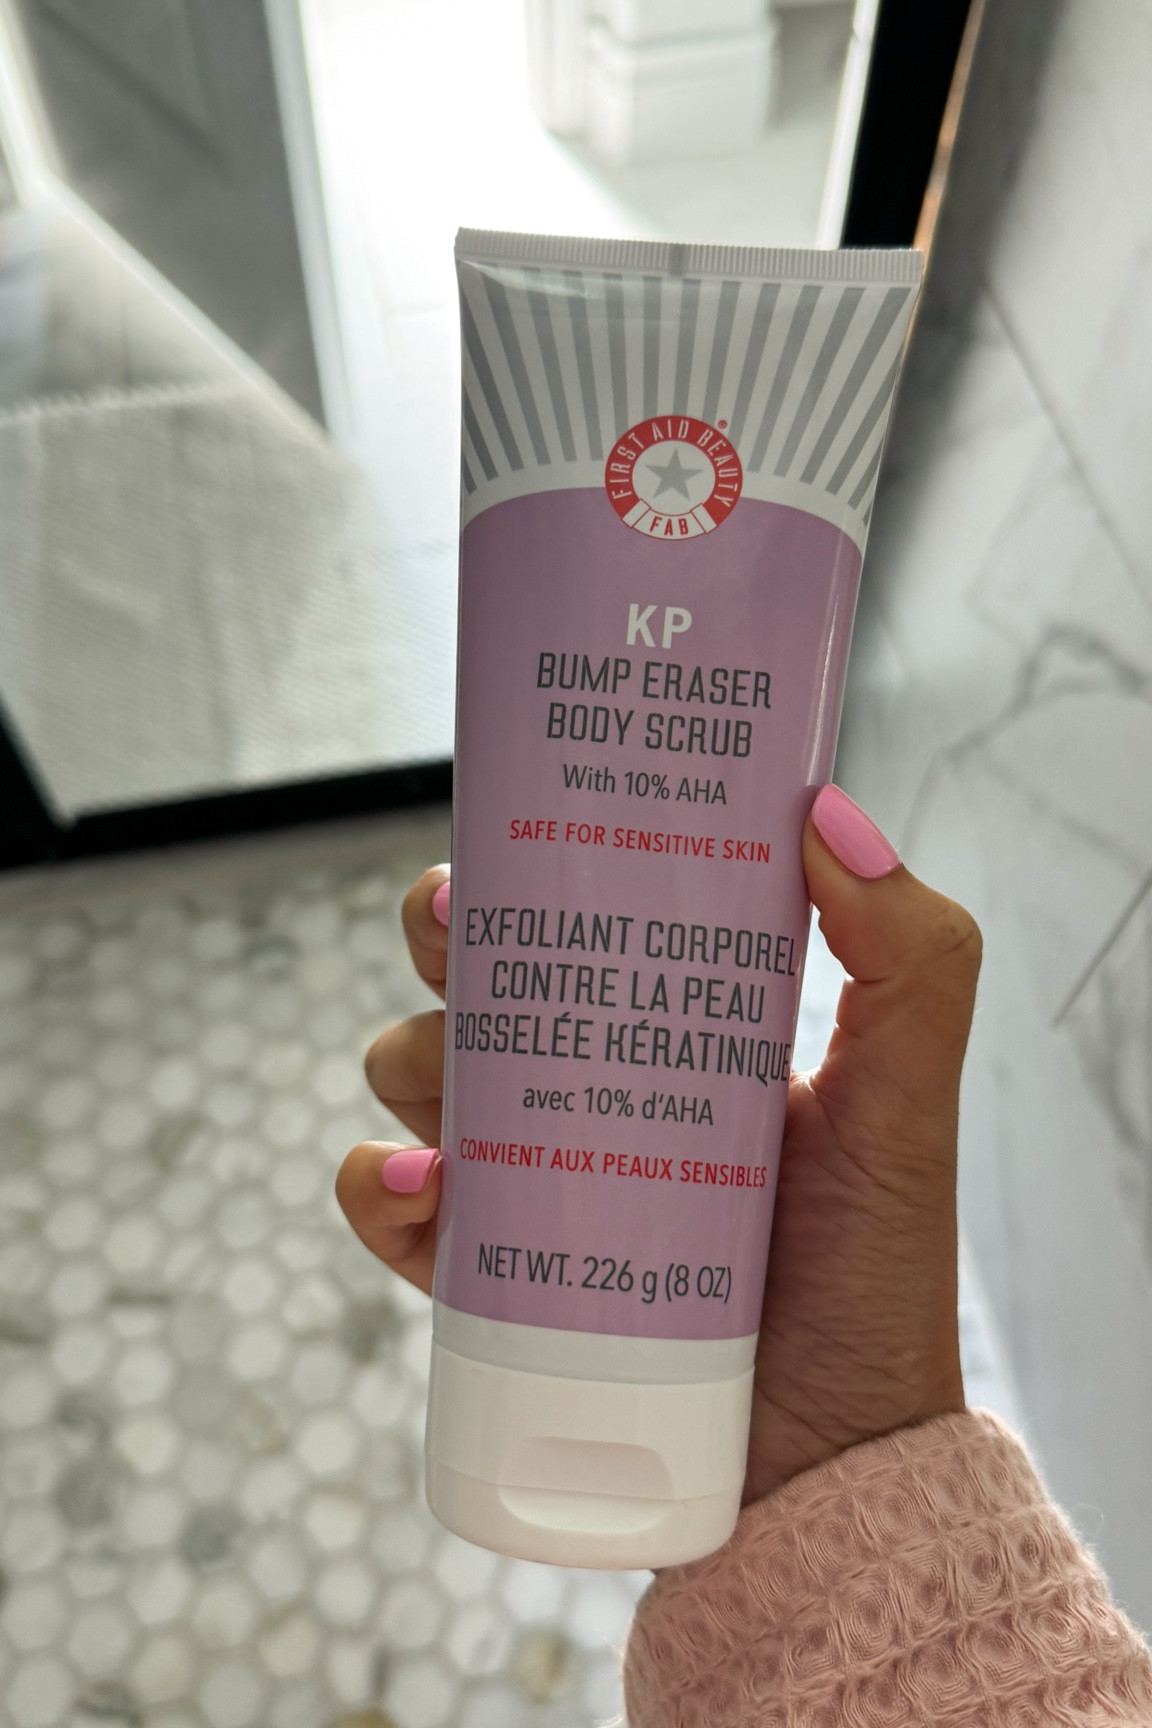 FIRST AID BEAUTY
®
FAB
KP
BUMP ERASER
BODY SCRUB
With 10% AHA
SAFE FOR SENSITIVE SKIN
EXFOLIANT CORPOREL
CONTRE LA PEAU
BOSSELÉE KÉRATINIQUE
avec 10% d'AHA
CONVIENT AUX PEAUX SENSIBLES
NET WT. 226 g (8 OZ)